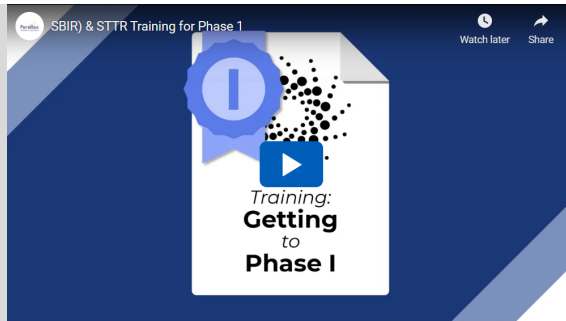 SBIR) & STTR Training for Phase 1
Watch later
Share
I
Training:
Getting
to
Phase I